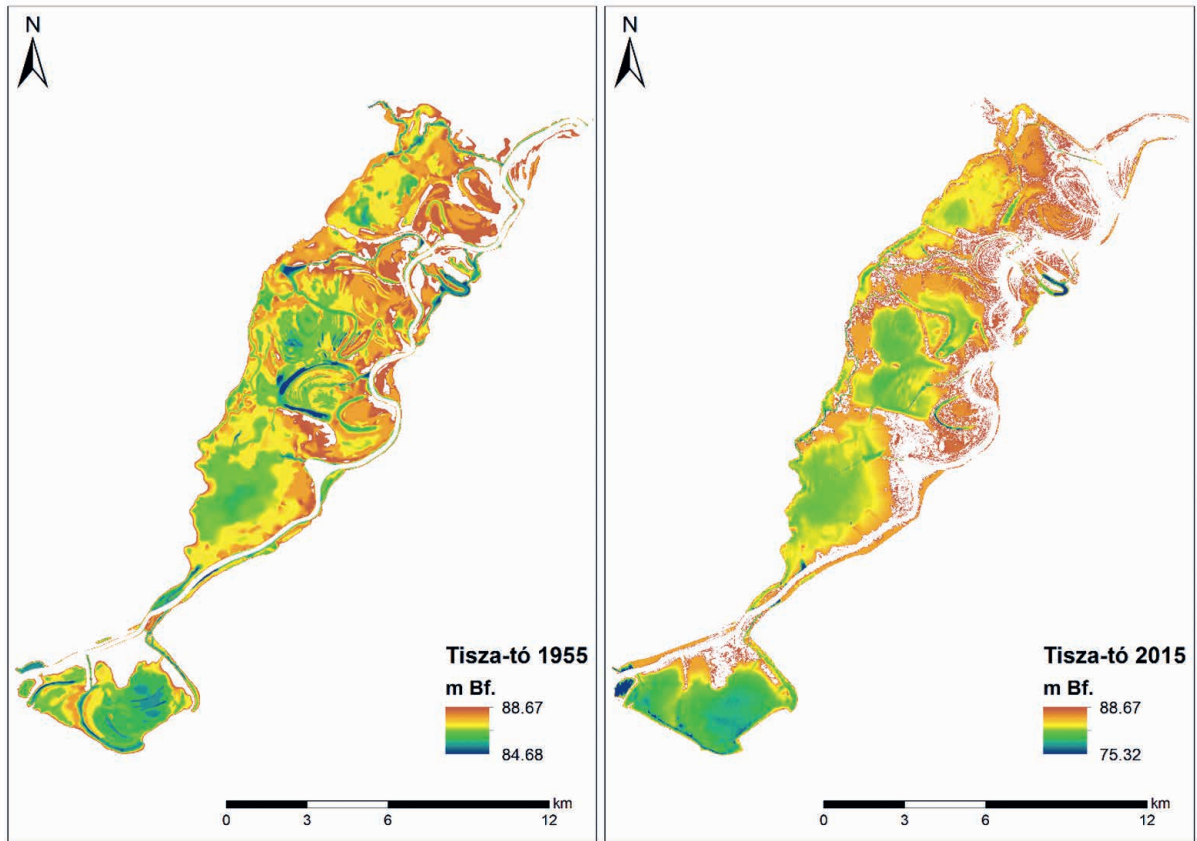 N
Tisza-tó 1955
m Bf.
88.67
84.68
km
0 3 6 12
N
Tisza-tó 2015
m Bf.
88.67
75.32
km
0 3 6 12